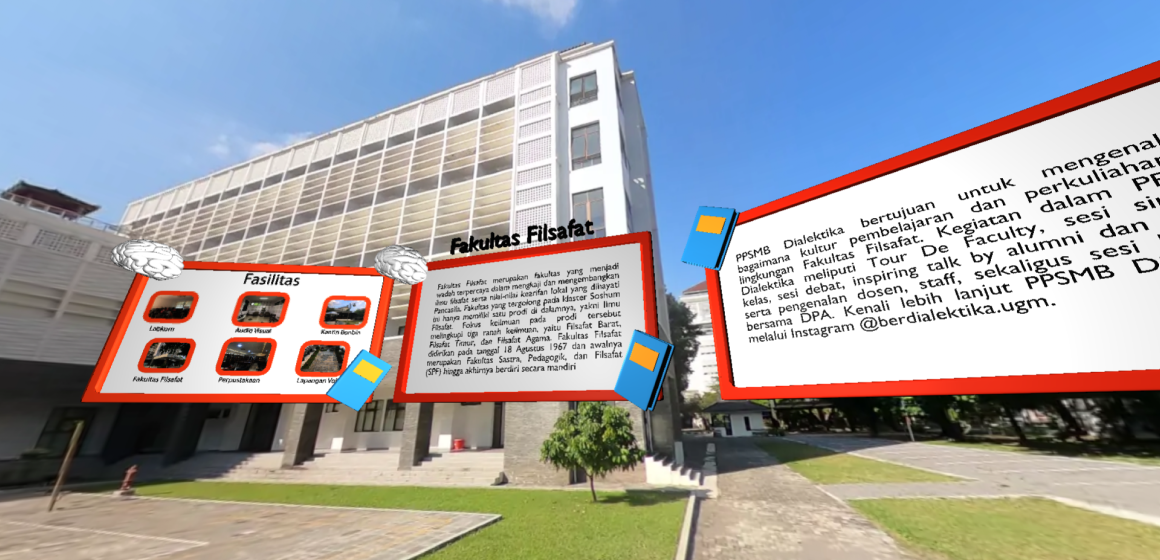 Fasilitas
Labkum
Audio Visual
Kantin Bonbin
Fakultas Filsafat
Perpustakaan
Lapangan
Fakultas Filsafat
Fakultas Filsafat merupakan fakultas yang menjadi
wadah terpercaya dalam mengkaji dan mengembangkan
ilmu filsafat serta nilai-nilai kearifan lokal yang dihayati
Pancasila. Fakultas yang tergolong pada klaster Soshum
ini hanya memiliki satu prodi di dalamnya, yakni Ilmu
Filsafat. Fokus keilmuan pada prodi tersebut
melingkupi tiga ranah keilmuan, yaitu Filsafat Barat,
Filsafat Timur, dan Filsafat Agama. Fakultas Filsafat
didirikan pada tanggal 18 Agustus 1967 dan awalnya
merupakan Fakultas Sastra, Pedagogik, dan Filsafat
(SPF) hingga akhirnya berdiri secara mandiri
PPSMB Dialektika bertujuan untuk mengenal
bagaimana kultur pembelajaran dan perkuliahan
lingkungan Fakultas Filsafat. Kegiatan dalam
Dialektika meliputi Tour De Faculty, sesi
kelas, sesi debat, inspiring talk by alumni dan
serta pengenalan dosen, staff, sekaligus sesi
bersama DPA. Kenali lebih lanjut PPSMB
melalui Instagram @berdialektika.ugm.